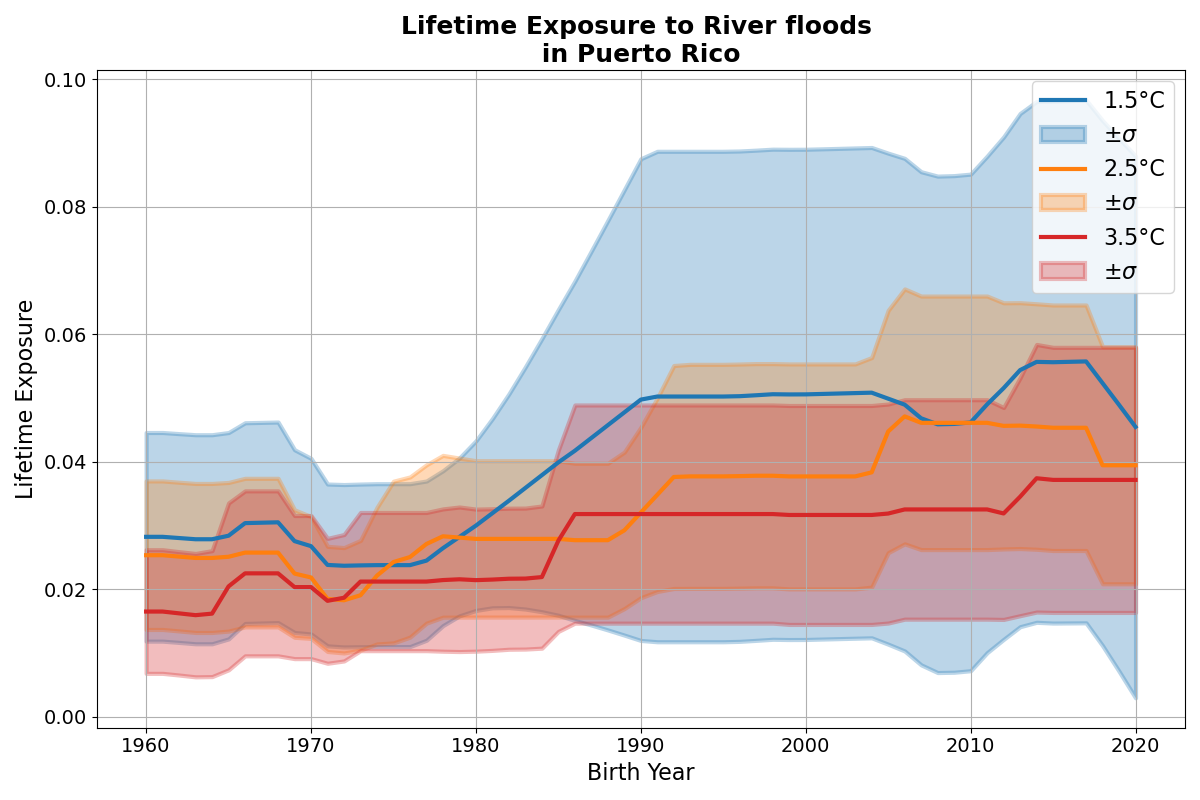 Lifetime Exposure to River floods
in Puerto Rico
Lifetime Exposure
0.10
0.08
0.06
0.04
0.02
0.00
1960
1970
1980
1990
2000
2010
2020
Birth Year
1.5°C
±σ
2.5°C
±σ
3.5°C
±σ